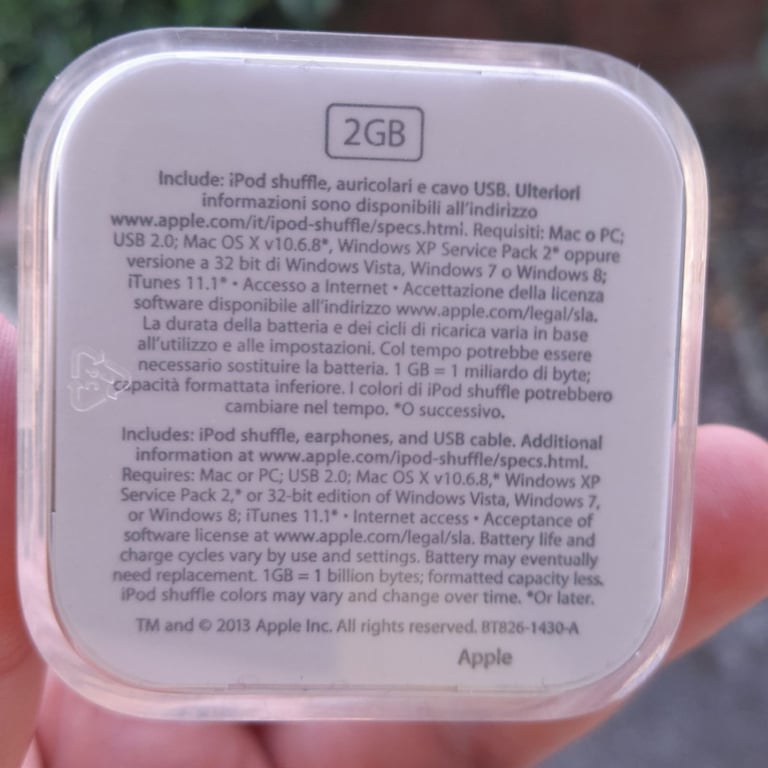 2GB
Include: iPod shuffle, auricolari e cavo USB. Ulteriori
informazioni sono disponibili all'indirizzo
www.apple.com/it/ipod-shuffle/specs.html. Requisiti: Mac o PC;
USB 2.0; Mac OS X v10.6.8*, Windows XP Service Pack 2* oppure
versione a 32 bit di Windows Vista, Windows 7 o Windows 8;
iTunes 11.1* • Accesso a Internet • Accettazione della licenza
software disponibile all'indirizzo www.apple.com/legal/sla.
La durata della batteria e dei cicli di ricarica varia in base
all'utilizzo e alle impostazioni. Col tempo potrebbe essere
necessario sostituire la batteria. 1 GB = 1 miliardo di byte;
capacità formattata inferiore. I colori di iPod shuffle potrebbero
cambiare nel tempo. *O successivo.
Includes: iPod shuffle, earphones, and USB cable. Additional
information at www.apple.com/ipod-shuffle/specs.html.
Requires: Mac or PC; USB 2.0; Mac OS X v10.6.8,* Windows XP
Service Pack 2,* or 32-bit edition of Windows Vista, Windows 7,
or Windows 8; iTunes 11.1* • Internet access • Acceptance of
software license at www.apple.com/legal/sla. Battery life and
charge cycles vary by use and settings. Battery may eventually
need replacement. 1GB = 1 billion bytes; formatted capacity less.
iPod shuffle colors may vary and change over time. *Or later.
TM and © 2013 Apple Inc. All rights reserved. BT826-1430-A
Apple